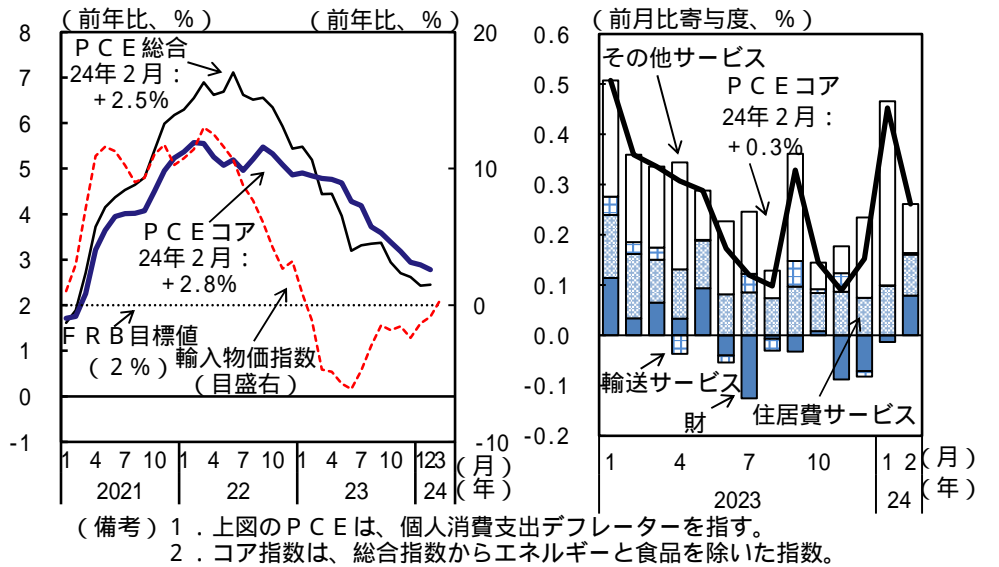 (前年比、%)
(前年比、%)
8
7
6
5
4
3
2
1
0
-1
20
10
0
-10
PCE総合
24年2月:
+2.5%
PCEコア
24年2月:
+2.8%
FRB目標値
(2%)
輸入物価指数
(目盛右)
1 4 7 10 1 4 7 10 1 4 7 10 1 2 3 (月)
2021 22 23 24 (年)
(前月比寄与度、%)
0.6
0.5
0.4
0.3
0.2
0.1
0.0
-0.1
-0.2
その他サービス
PCEコア
24年2月:
+0.3%
輸送サービス
財
住居費サービス
1 4 7 10 1 2 (月)
2023 24 (年)
(備考)1.上図のPCEは、個人消費支出デフレーターを指す。
2.コア指数は、総合指数からエネルギーと食品を除いた指数。